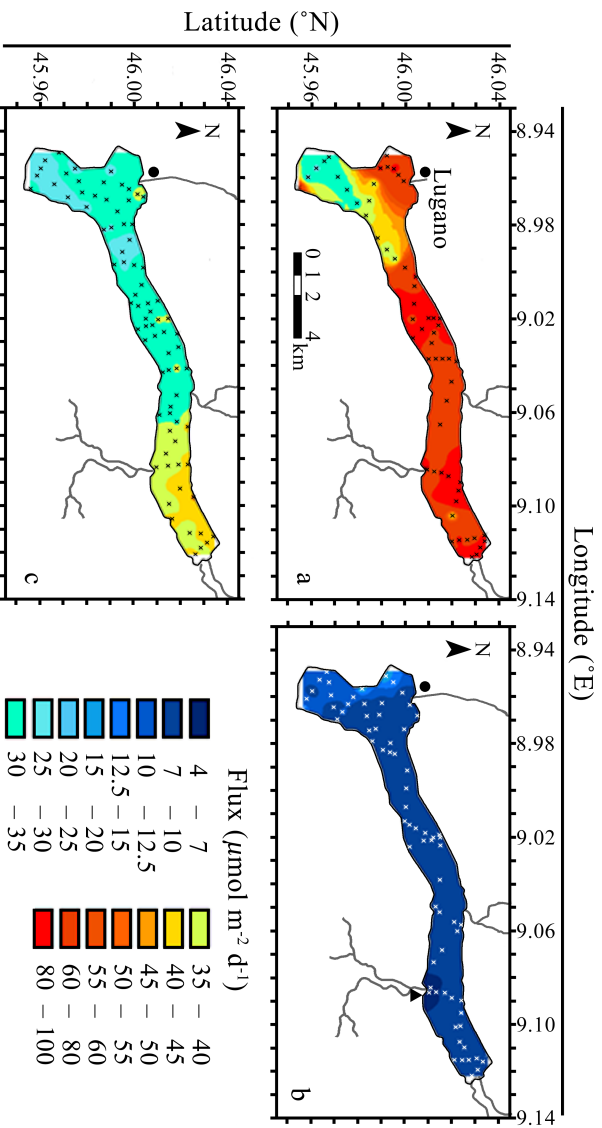 Longitude (˚E)
8.94
8.98
9.02
9.06
9.10
9.14
8.94
8.98
9.02
9.06
9.10
9.14
Latitude (˚N)
46.04
46.00
45.96
46.04
46.00
45.96
N
Lugano
0 1 2 4 km
a
N
b
N
c
Flux (μmol m⁻² d⁻¹)
4 – 7
7 – 10
10 – 12.5
12.5 – 15
15 – 20
20 – 25
25 – 30
30 – 35
35 – 40
40 – 45
45 – 50
50 – 55
55 – 60
60 – 80
80 – 100